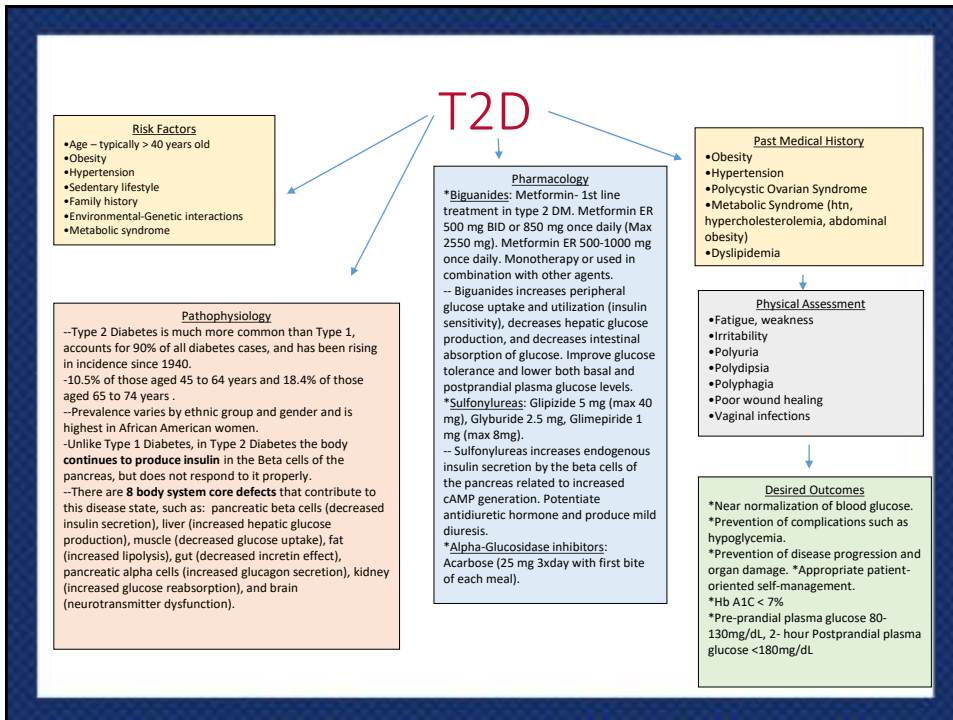 T2D
Risk Factors
•Age – typically > 40 years old
•Obesity
•Hypertension
•Sedentary lifestyle
•Family history
•Environmental-Genetic interactions
•Metabolic syndrome
Pathophysiology
--Type 2 Diabetes is much more common than Type 1,
accounts for 90% of all diabetes cases, and has been rising
in incidence since 1940.
-10.5% of those aged 45 to 64 years and 18.4% of those
aged 65 to 74 years .
--Prevalence varies by ethnic group and gender and is
highest in African American women.
-Unlike Type 1 Diabetes, in Type 2 Diabetes the body
continues to produce insulin in the Beta cells of the
pancreas, but does not respond to it properly.
--There are 8 body system core defects that contribute to
this disease state, such as:  pancreatic beta cells (decreased
insulin secretion), liver (increased hepatic glucose
production), muscle (decreased glucose uptake), fat
(increased lipolysis), gut (decreased incretin effect),
pancreatic alpha cells (increased glucagon secretion), kidney
(increased glucose reabsorption), and brain
(neurotransmitter dysfunction).
Pharmacology
*Biguanides: Metformin- 1st line
treatment in type 2 DM. Metformin ER
500 mg BID or 850 mg once daily (Max
2550 mg). Metformin ER 500-1000 mg
once daily. Monotherapy or used in
combination with other agents.
-- Biguanides increases peripheral
glucose uptake and utilization (insulin
sensitivity), decreases hepatic glucose
production, and decreases intestinal
absorption of glucose. Improve glucose
tolerance and lower both basal and
postprandial plasma glucose levels.
*Sulfonylureas: Glipizide 5 mg (max 40
mg), Glyburide 2.5 mg, Glimepiride 1
mg (max 8mg).
-- Sulfonylureas increases endogenous
insulin secretion by the beta cells of
the pancreas related to increased
cAMP generation. Potentiate
antidiuretic hormone and produce mild
diuresis.
*Alpha-Glucosidase inhibitors:
Acarbose (25 mg 3xday with first bite
of each meal).
Past Medical History
•Obesity
•Hypertension
•Polycystic Ovarian Syndrome
•Metabolic Syndrome (htn,
hypercholesterolemia, abdominal
obesity)
•Dyslipidemia
Physical Assessment
•Fatigue, weakness
•Irritability
•Polyuria
•Polydipsia
•Polyphagia
•Poor wound healing
•Vaginal infections
Desired Outcomes
*Near normalization of blood glucose.
*Prevention of complications such as
hypoglycemia.
*Prevention of disease progression and
organ damage. *Appropriate patient-
oriented self-management.
*Hb A1C < 7%
*Pre-prandial plasma glucose 80-
130mg/dL, 2- hour Postprandial plasma
glucose <180mg/dL